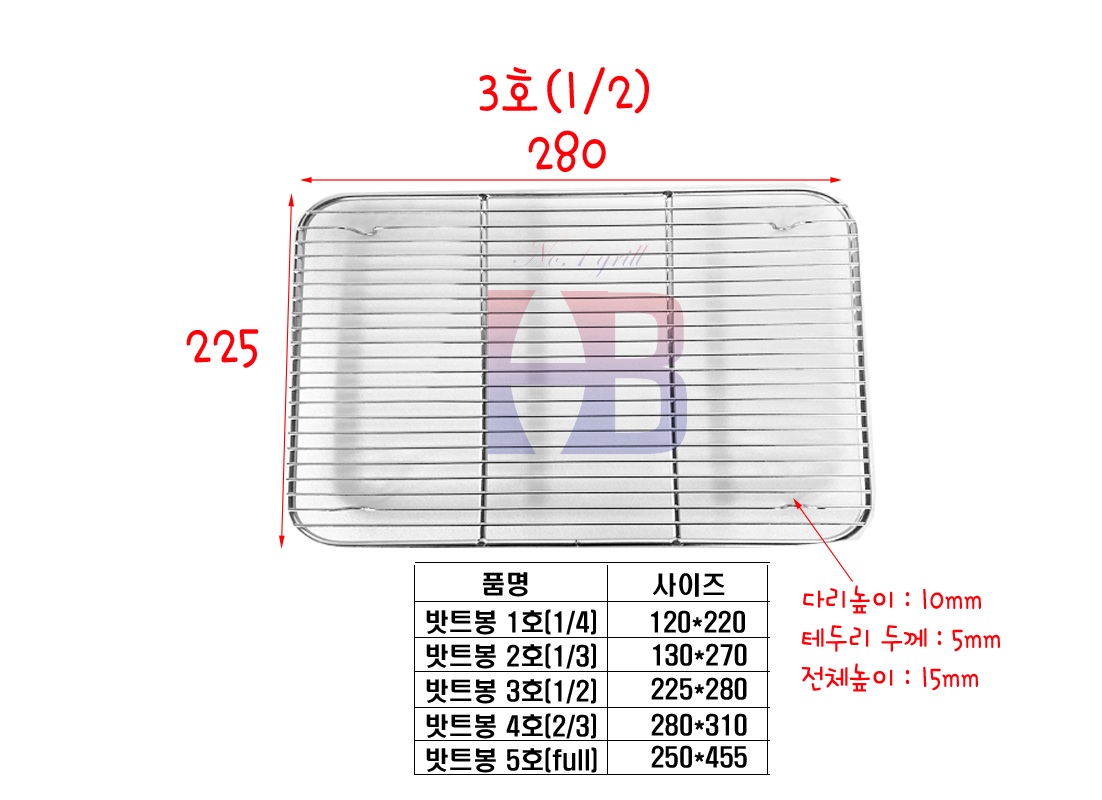 3호(1/2)
280
225
No. 1 grill
HB
다리높이 : 10mm
테두리 두께 : 5mm
전체높이 : 15mm
품명 사이즈
밧트봉 1호(1/4) 120*220
밧트봉 2호(1/3) 130*270
밧트봉 3호(1/2) 225*280
밧트봉 4호(2/3) 280*310
밧트봉 5호(full) 250*455